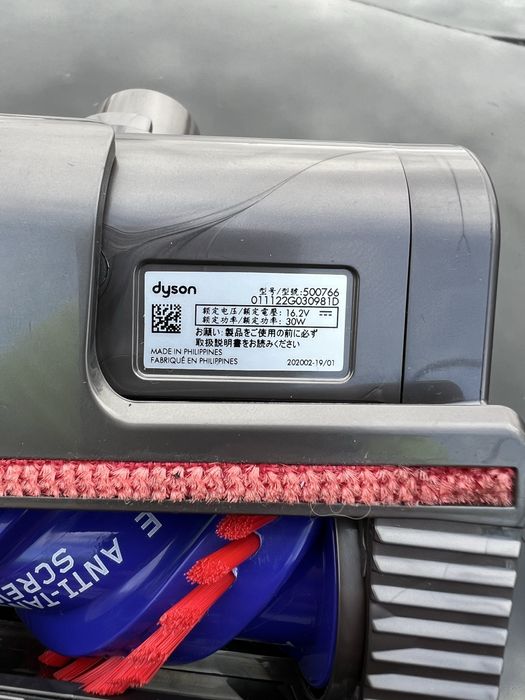 dyson
型号/型號:500766
011122G030981D
额定电压/額定電壓: 16.2V ⎓
额定功率/額定功率: 30W
お願い: 製品をご使用の前に必ず
取扱説明書をお読みください
MADE IN PHILIPPINES
FABRIQUÉ EN PHILIPPINES
202002-19/01
E
ANTI-TA
SCRE